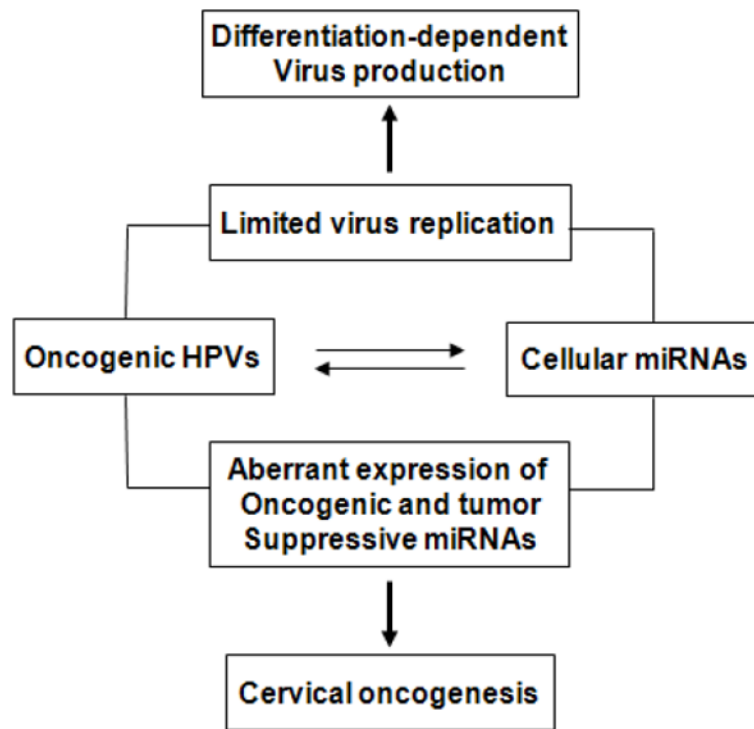 Differentiation-dependent
Virus production
Limited virus replication
Oncogenic HPVs
Cellular miRNAs
Aberrant expression of
Oncogenic and tumor
Suppressive miRNAs
Cervical oncogenesis